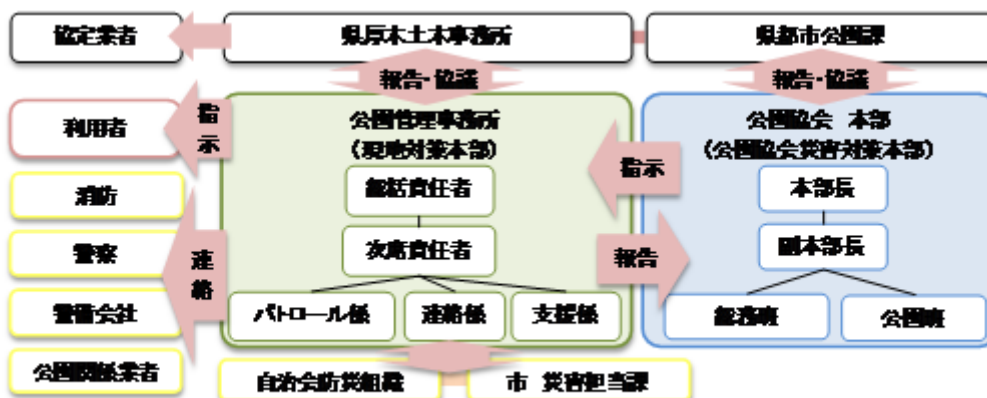 協定業者
県厚木土木事務所
県都市公園課
報告・協議
報告・協議
利用者
指示
公園管理事務所
(現地対策本部)
公園協会 本部
(公園協会災害対策本部)
指示
消防
総括責任者
本部長
警察
次席責任者
報告
副本部長
連絡
警備会社
パトロール係
連絡係
支援係
総務班
公園班
公園関係業者
自治会防災組織
市 災害担当課